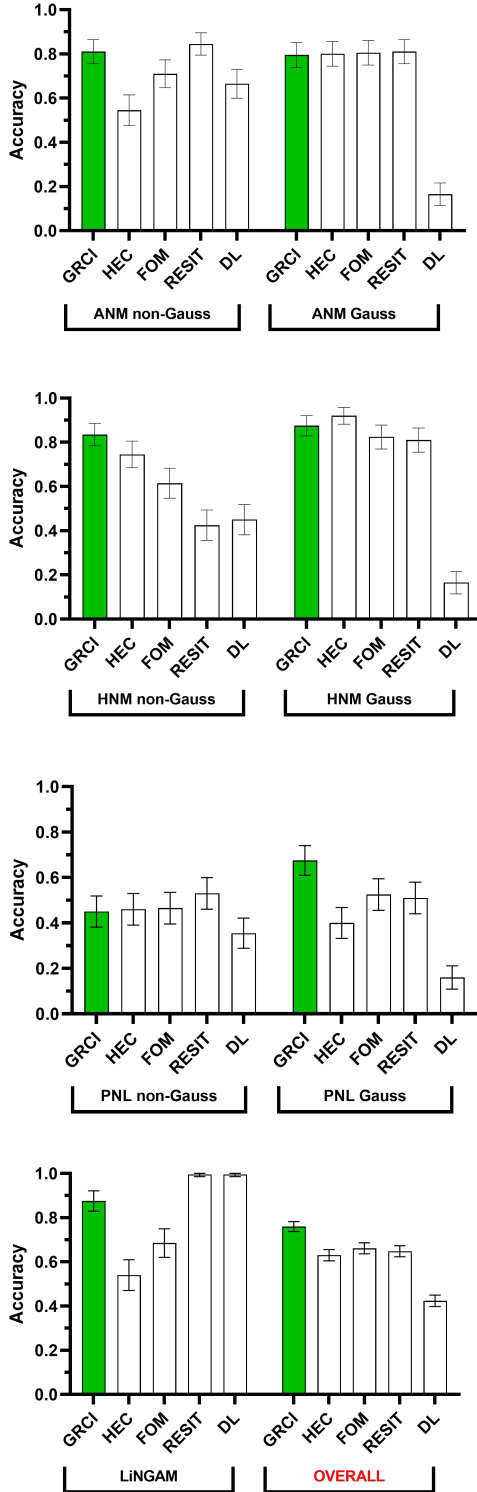 Accuracy
1.0
0.8
0.6
0.4
0.2
0.0
GRCI HEC FOM RESIT DL GRCI HEC FOM RESIT DL
ANM non-Gauss ANM Gauss
Accuracy
1.0
0.8
0.6
0.4
0.2
0.0
GRCI HEC FOM RESIT DL GRCI HEC FOM RESIT DL
HNM non-Gauss HNM Gauss
Accuracy
1.0
0.8
0.6
0.4
0.2
0.0
GRCI HEC FOM RESIT DL GRCI HEC FOM RESIT DL
PNL non-Gauss PNL Gauss
Accuracy
1.0
0.8
0.6
0.4
0.2
0.0
GRCI HEC FOM RESIT DL GRCI HEC FOM RESIT DL
LiNGAM OVERALL